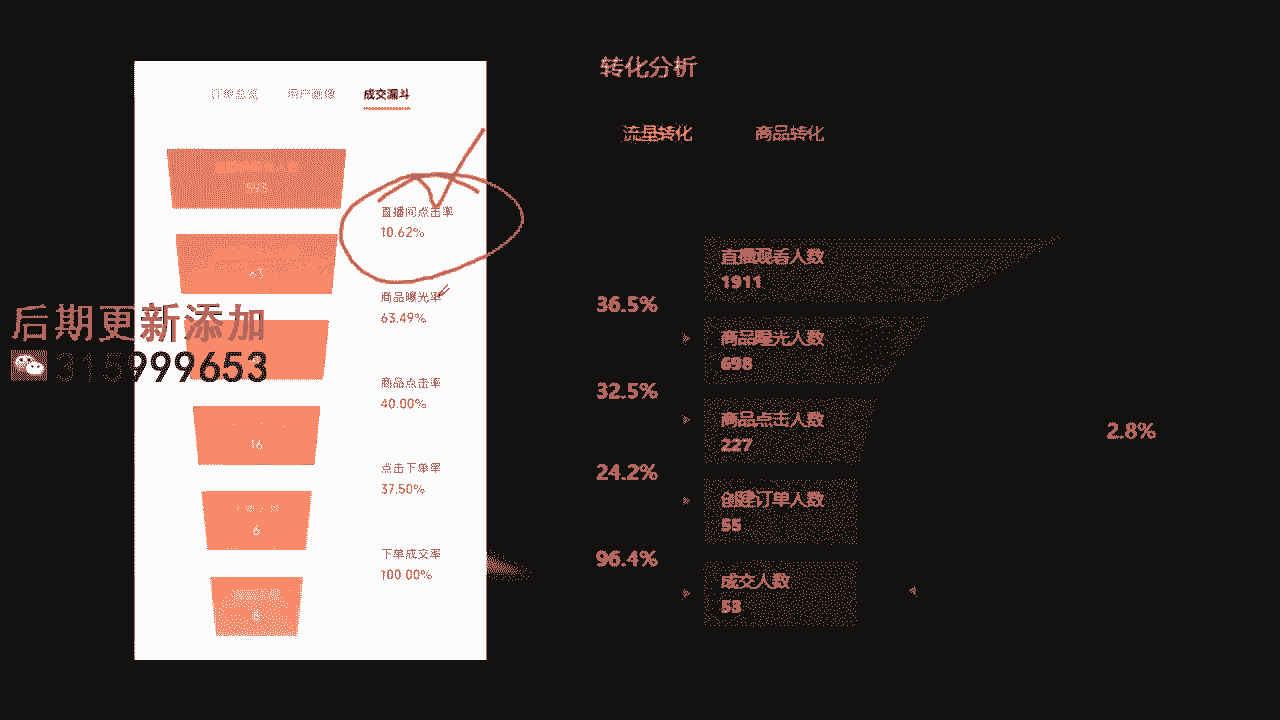 订单总览 用户画像 成交漏斗
593
直播间点击率
10.62%
63
商品曝光率
63.49%
后期更新添加
315999653
商品点击率
40.00%
16
点击下单率
37.50%
6
下单成交率
100.00%
转化分析
流量转化 商品转化
直播观看人数
1911
36.5%
商品曝光人数
698
32.5%
商品点击人数
227
2.8%
24.2%
创建订单人数
55
96.4%
成交人数
53